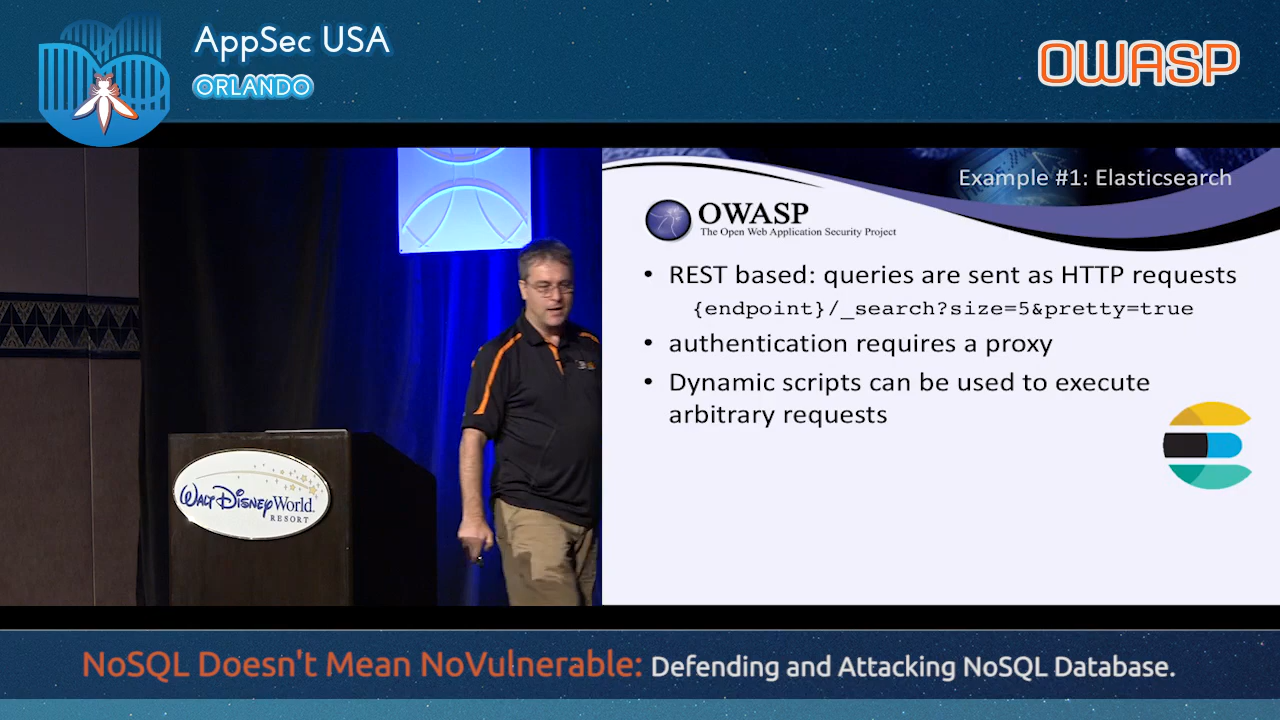 AppSec USA
ORLANDO
OWASP
Example #1: Elasticsearch
OWASP
The Open Web Application Security Project
• REST based: queries are sent as HTTP requests
{endpoint}/_search?size=5&pretty=true
• authentication requires a proxy
• Dynamic scripts can be used to execute
arbitrary requests
WALT DISNEY World
RESORT
NoSQL Doesn't Mean NoVulnerable: Defending and Attacking NoSQL Database.